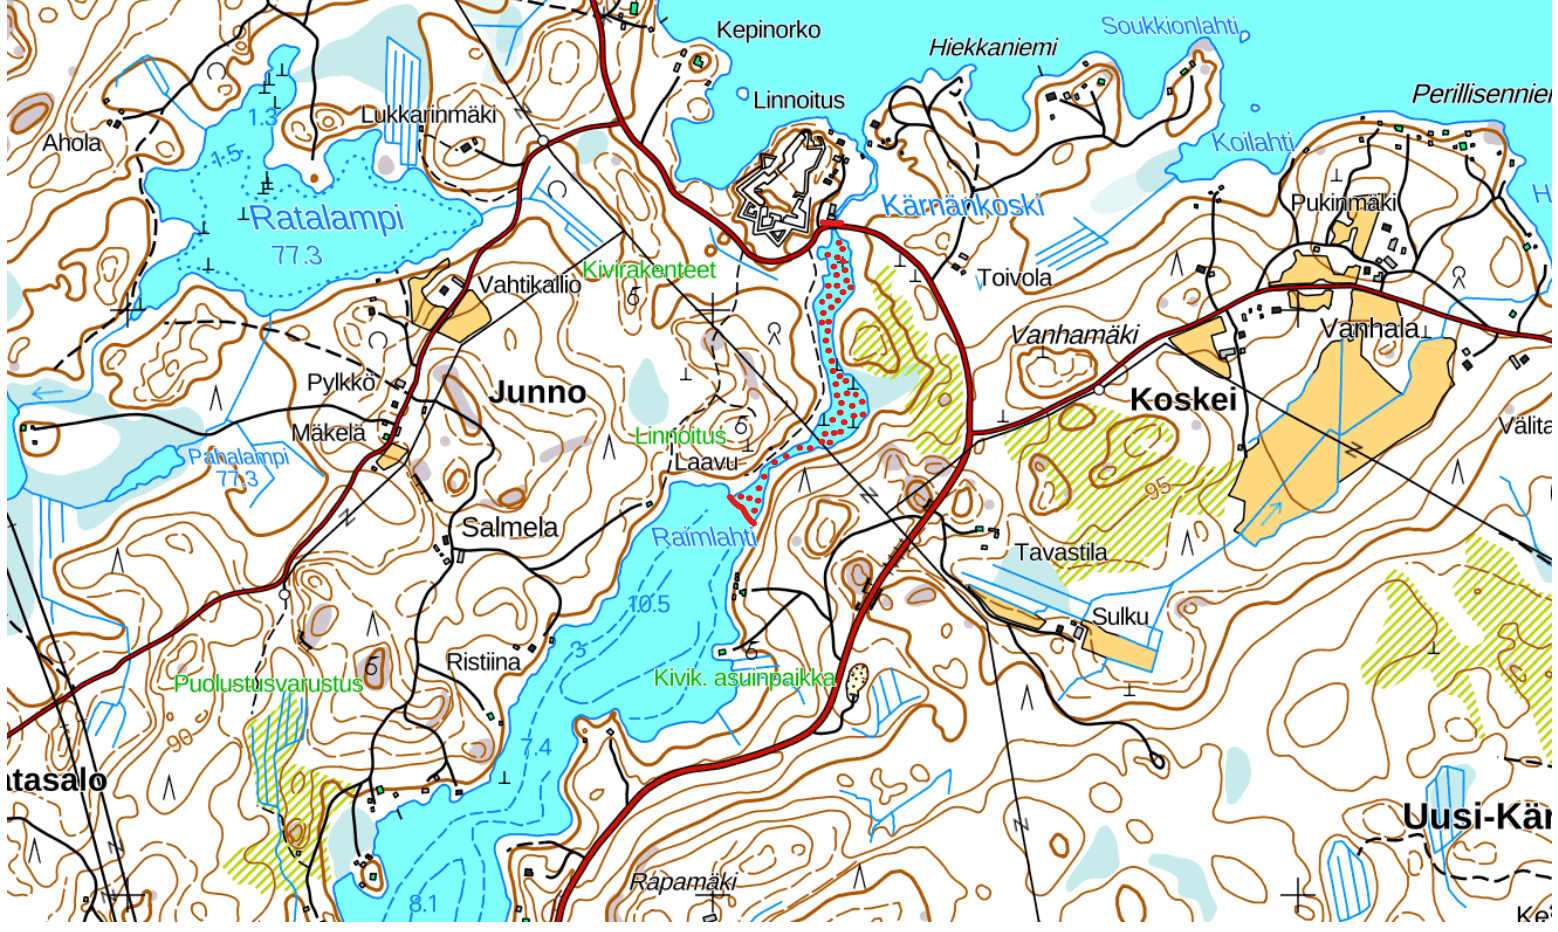 Kepinorko
Soukkionlahti
Hiekkaniemi
Linnoitus
Perillisenniem
1.3
Lukkarinmäki
Ahola
Koilahti
1.5
Ratalampi
77.3
Kärnänkoski
Pukinmäki
H
Kivirakenteet
Vahtikallio
Toivola
Vanhamäki
Vanhala
Pylkkö
Junno
Koskei
Mäkelä
Linnoitus
Laavu
Välita
Pahalampi
77.3
95
Salmela
Raimlahti
Tavastila
10.5
Sulku
3
Ristiina
Kivik. asuinpaikka
Puolustusvarustus
90
7.4
atasalo
Uusi-Kär
Rapamäki
8.1
Ke